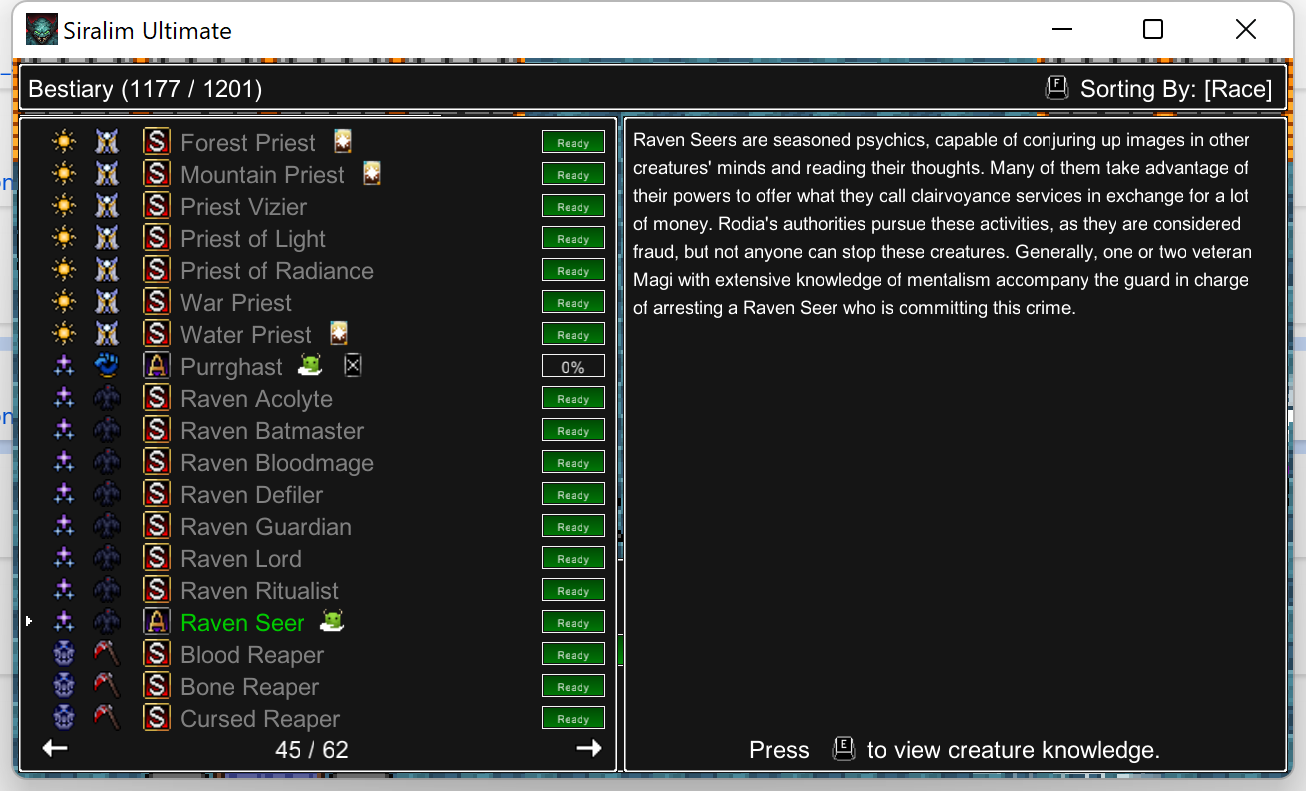 Siralim Ultimate
Bestiary (1177 / 1201)
F Sorting By: [Race]
S Forest Priest Ready
S Mountain Priest Ready
S Priest Vizier Ready
S Priest of Light Ready
S Priest of Radiance Ready
S War Priest Ready
S Water Priest Ready
A Purrghast 0%
S Raven Acolyte Ready
S Raven Batmaster Ready
S Raven Bloodmage Ready
S Raven Defiler Ready
S Raven Guardian Ready
S Raven Lord Ready
S Raven Ritualist Ready
A Raven Seer Ready
S Blood Reaper Ready
S Bone Reaper Ready
S Cursed Reaper Ready
45 / 62
Raven Seers are seasoned psychics, capable of conjuring up images in other
creatures' minds and reading their thoughts. Many of them take advantage of
their powers to offer what they call clairvoyance services in exchange for a lot
of money. Rodia's authorities pursue these activities, as they are considered
fraud, but not anyone can stop these creatures. Generally, one or two veteran
Magi with extensive knowledge of mentalism accompany the guard in charge
of arresting a Raven Seer who is committing this crime.
Press E to view creature knowledge.